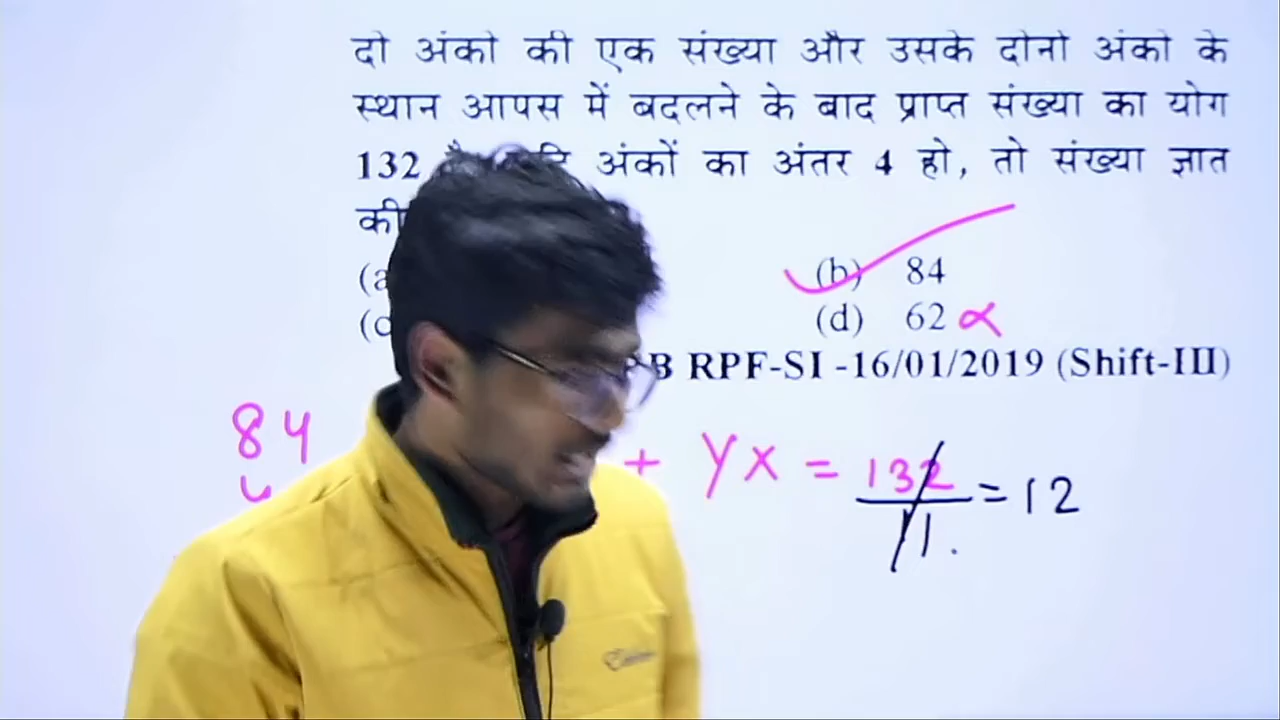 दो अंको की एक संख्या और उसके दोनो अंको के
स्थान आपस में बदलने के बाद प्राप्त संख्या का योग
132 अंकों का अंतर 4 हो, तो संख्या ज्ञात
(b) 84
(d) 62 α
RPF-SI -16/01/2019 (Shift-III)
84
+ yx = 132 = 12
11.